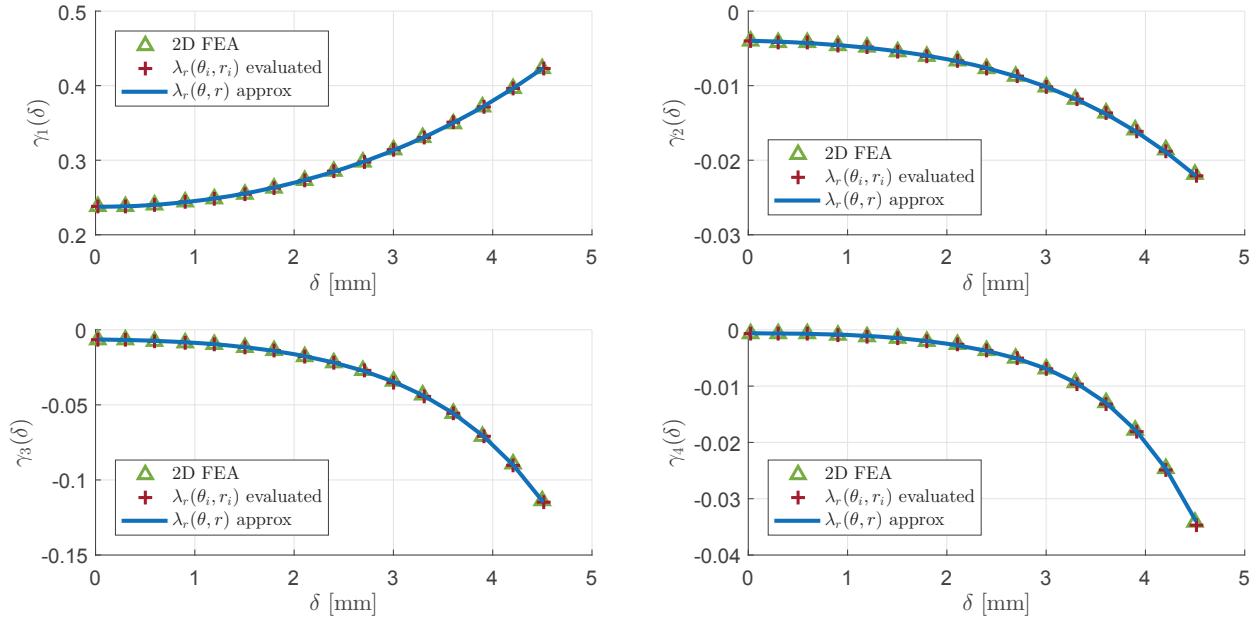 0.5
0.4
0.3
0.2
γ₁(δ)
2D FEA
λᵣ(θᵢ, rᵢ) evaluated
λᵣ(θ, r) approx
0 1 2 3 4 5
δ [mm]
0
-0.01
-0.02
-0.03
γ₂(δ)
2D FEA
λᵣ(θᵢ, rᵢ) evaluated
λᵣ(θ, r) approx
0 1 2 3 4 5
δ [mm]
0
-0.05
-0.1
-0.15
γ₃(δ)
2D FEA
λᵣ(θᵢ, rᵢ) evaluated
λᵣ(θ, r) approx
0 1 2 3 4 5
δ [mm]
0
-0.01
-0.02
-0.03
-0.04
γ₄(δ)
2D FEA
λᵣ(θᵢ, rᵢ) evaluated
λᵣ(θ, r) approx
0 1 2 3 4 5
δ [mm]